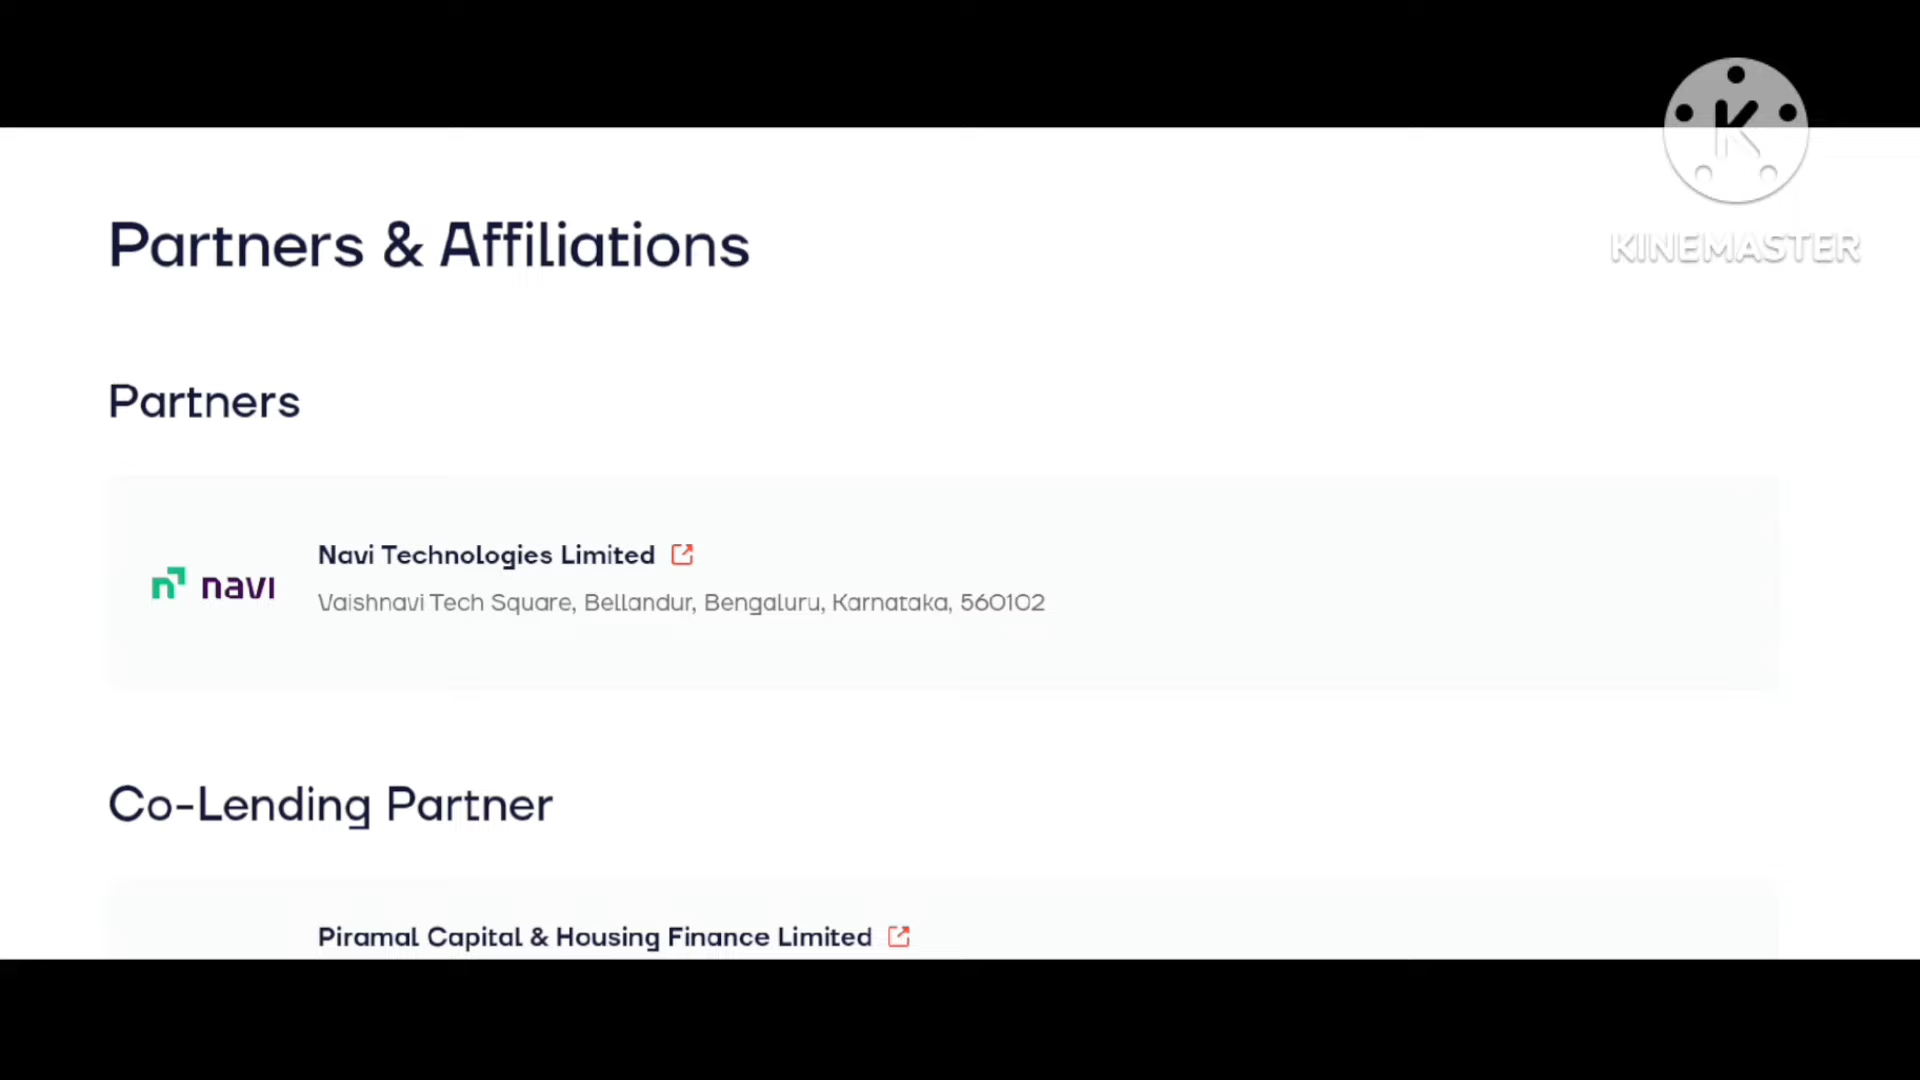 KINEMASTER
Partners & Affiliations
Partners
navi
Navi Technologies Limited
Vaishnavi Tech Square, Bellandur, Bengaluru, Karnataka, 560102
Co-Lending Partner
Piramal Capital & Housing Finance Limited